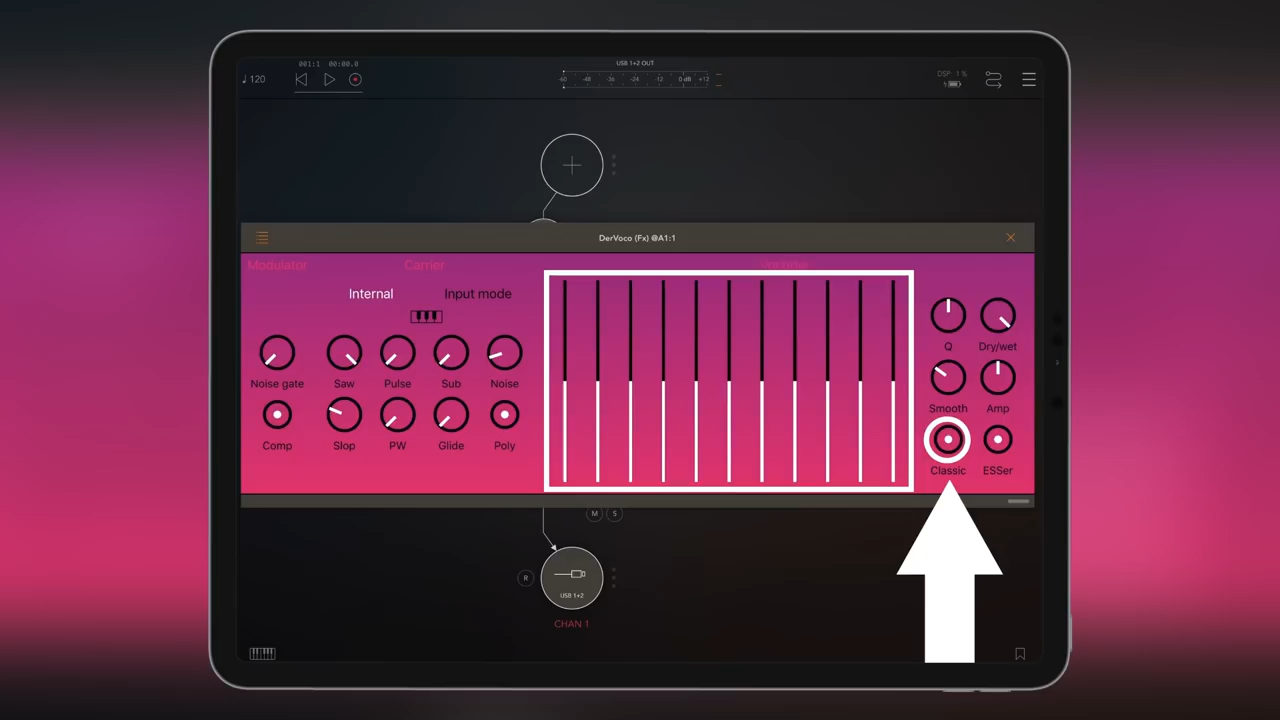 001:1 00:00.0
120
USB 1+2 OUT
-60 -48 -36 -24 -12 0 dB +12
DSP: 1 %
DerVoco (Fx) @A1:1
Modulator Carrier Vocoder
Internal Input mode
Q Dry/wet
Noise gate Saw Pulse Sub Noise
Smooth Amp
Comp Slop PW Glide Poly
Classic ESSer
M S
R
USB 1+2
CHAN 1